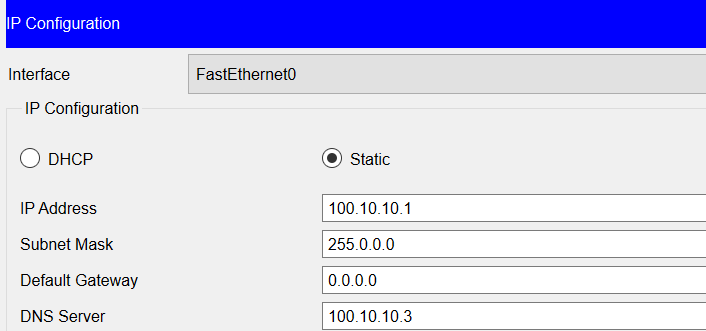 IP Configuration
Interface FastEthernet0
IP Configuration
DHCP Static
IP Address 100.10.10.1
Subnet Mask 255.0.0.0
Default Gateway 0.0.0.0
DNS Server 100.10.10.3